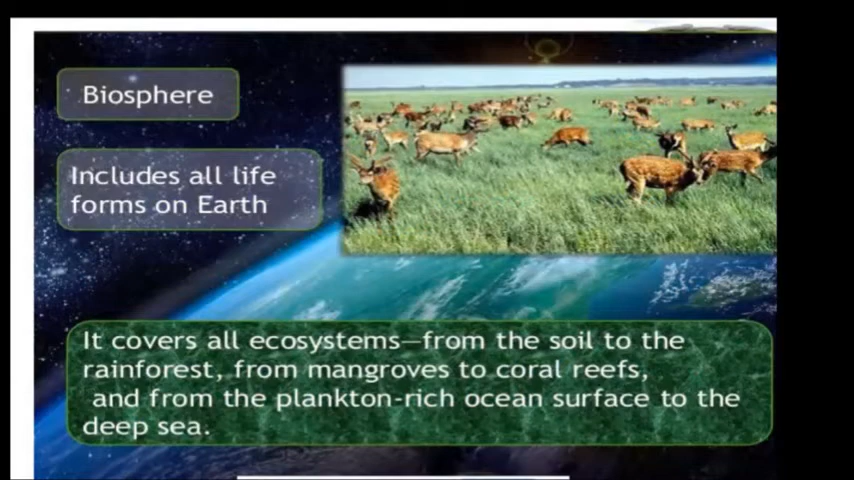 Biosphere
Includes all life
forms on Earth
It covers all ecosystems—from the soil to the
rainforest, from mangroves to coral reefs,
and from the plankton-rich ocean surface to the
deep sea.